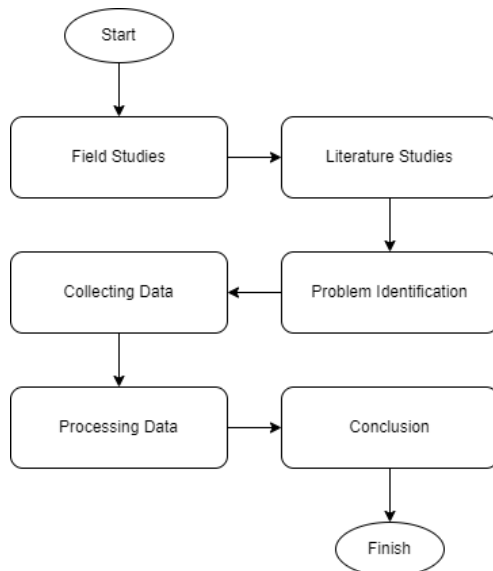 Start
Field Studies
Literature Studies
Problem Identification
Collecting Data
Processing Data
Conclusion
Finish